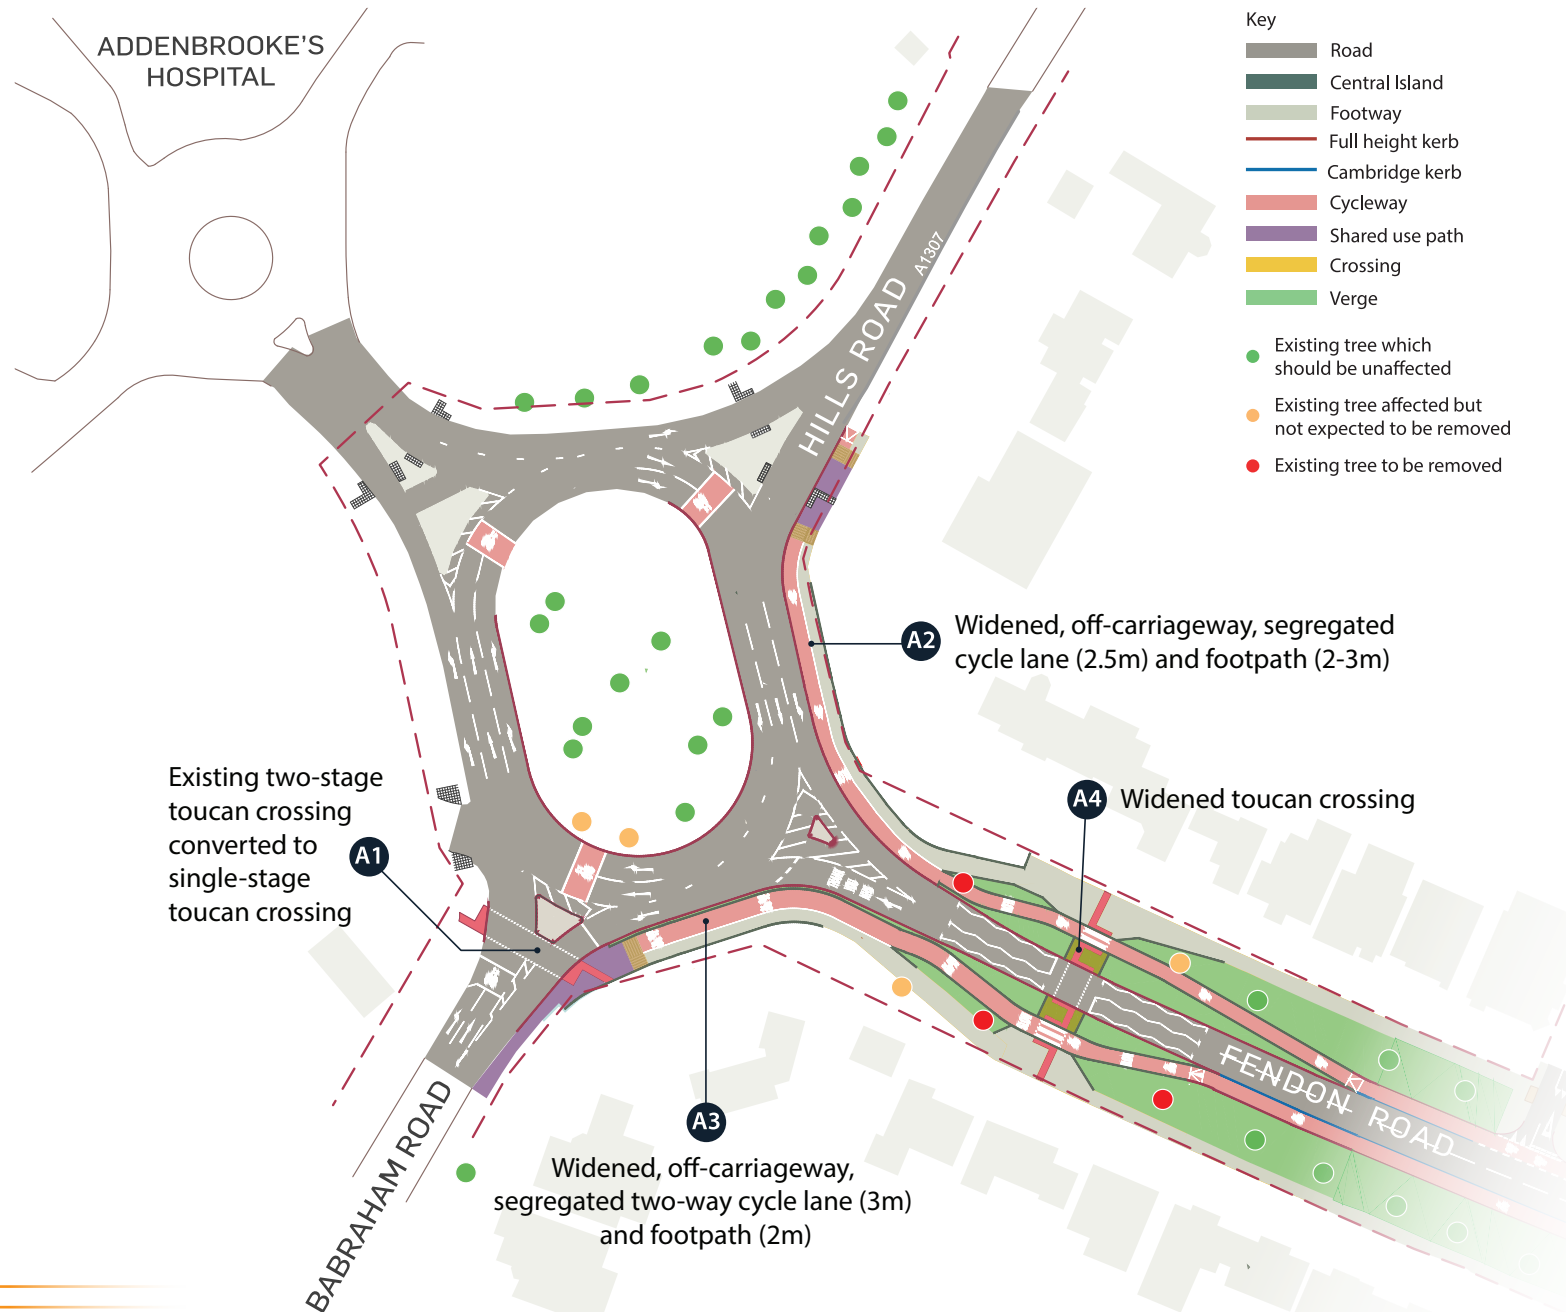 ADDENBROOKE'S
HOSPITAL
Key
Road
Central Island
Footway
Full height kerb
Cambridge kerb
Cycleway
Shared use path
Crossing
Verge
Existing tree which
should be unaffected
Existing tree affected but
not expected to be removed
Existing tree to be removed
HILLS ROAD
A1307
A2
Widened, off-carriageway, segregated
cycle lane (2.5m) and footpath (2-3m)
Existing two-stage
toucan crossing
converted to
single-stage
toucan crossing
A1
A4
Widened toucan crossing
FENDON ROAD
A3
Widened, off-carriageway,
segregated two-way cycle lane (3m)
and footpath (2m)
BABRAHAM ROAD